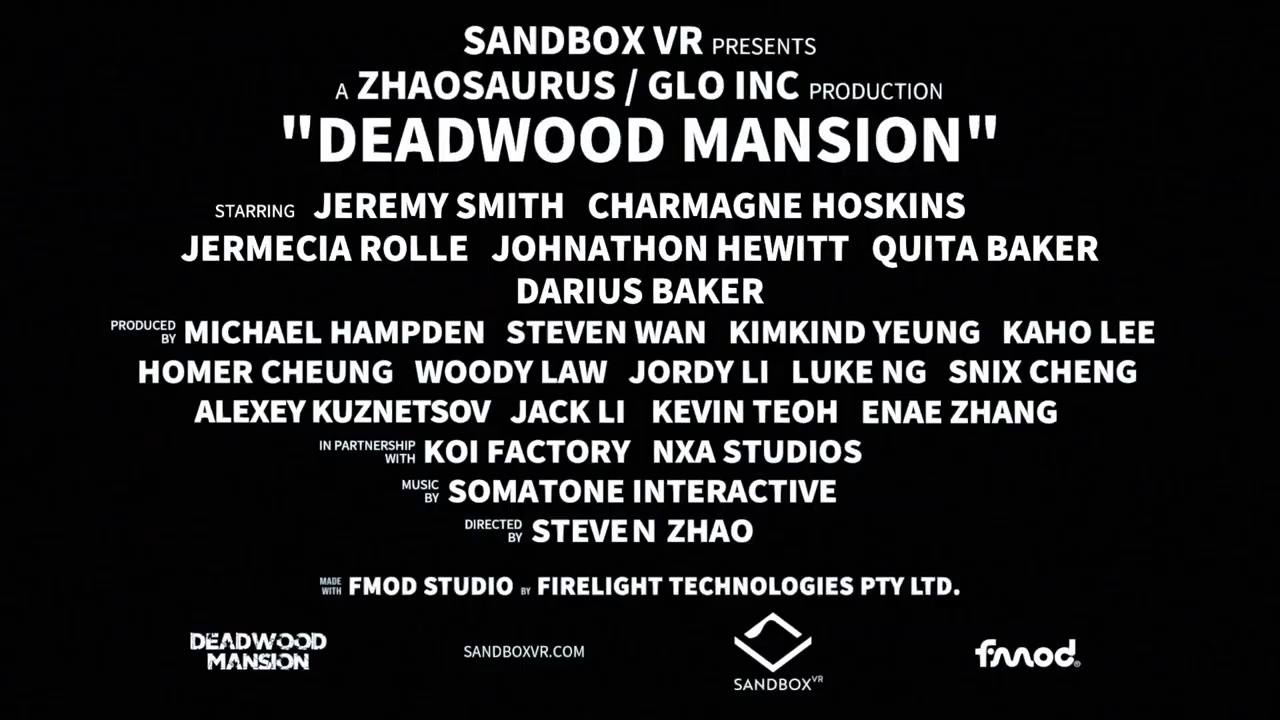 SANDBOX VR PRESENTS
A ZHAOSAURUS / GLO INC PRODUCTION
"DEADWOOD MANSION"
STARRING JEREMY SMITH CHARMAGNE HOSKINS
JERMECIA ROLLE JOHNATHON HEWITT QUITA BAKER
DARIUS BAKER
PRODUCED BY MICHAEL HAMPDEN STEVEN WAN KIMKIND YEUNG KAHO LEE
HOMER CHEUNG WOODY LAW JORDY LI LUKE NG SNIX CHENG
ALEXEY KUZNETSOV JACK LI KEVIN TEOH ENAE ZHANG
IN PARTNERSHIP WITH KOI FACTORY NXA STUDIOS
MUSIC BY SOMATONE INTERACTIVE
DIRECTED BY STEVEN ZHAO
MADE WITH FMOD STUDIO BY FIRELIGHT TECHNOLOGIES PTY LTD.
DEADWOOD
MANSION
SANDBOXVR.COM
SANDBOX VR
fmod®